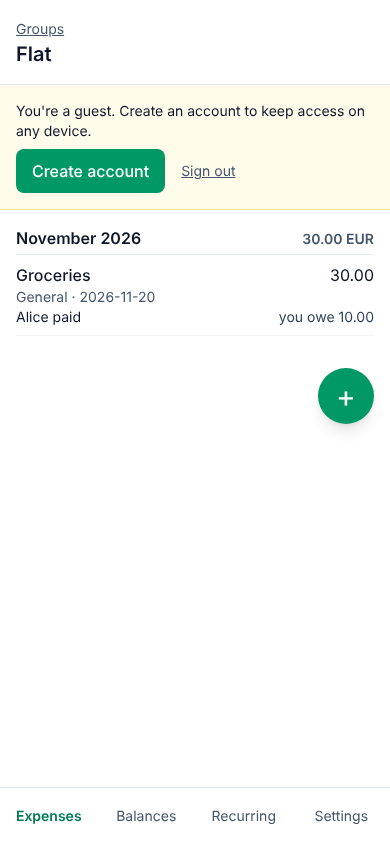 Groups
Flat
You're a guest. Create an account to keep access on
any device.
Create account
Sign out
November 2026
30.00 EUR
Groceries
30.00
General · 2026-11-20
Alice paid
you owe 10.00
+
Expenses
Balances
Recurring
Settings